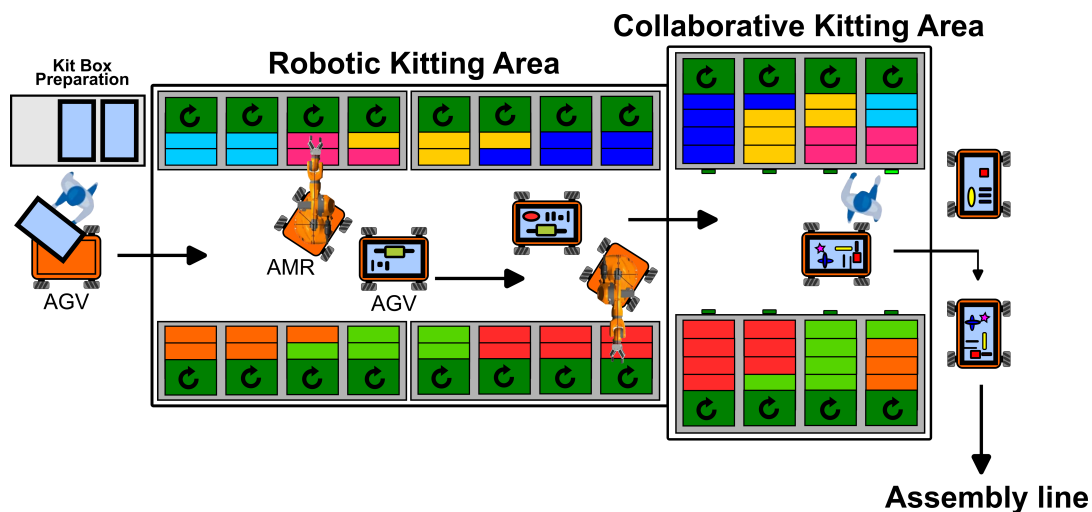 Collaborative Kitting Area
Kit Box
Preparation
Robotic Kitting Area
AMR
AGV
AGV
Assembly line